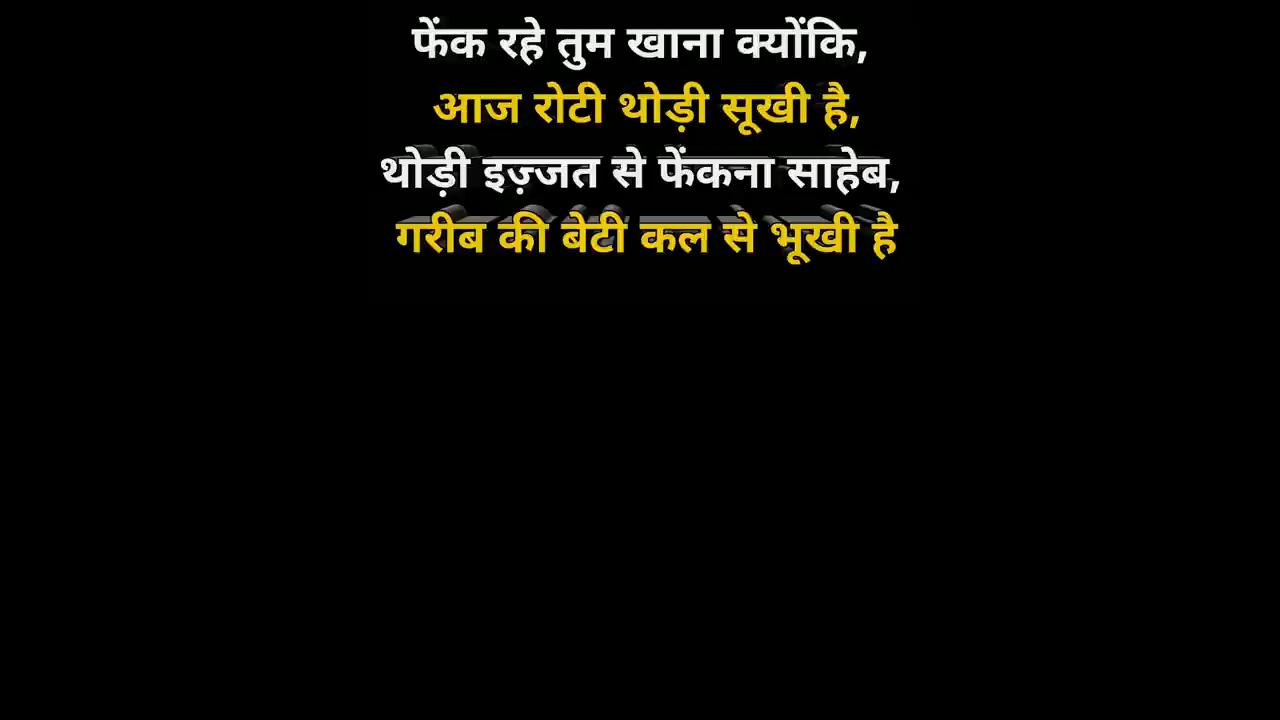 फेंक रहे तुम खाना क्योंकि,
आज रोटी थोड़ी सूखी है,
थोड़ी इज़्जत से फेंकना साहेब,
गरीब की बेटी कल से भूखी है